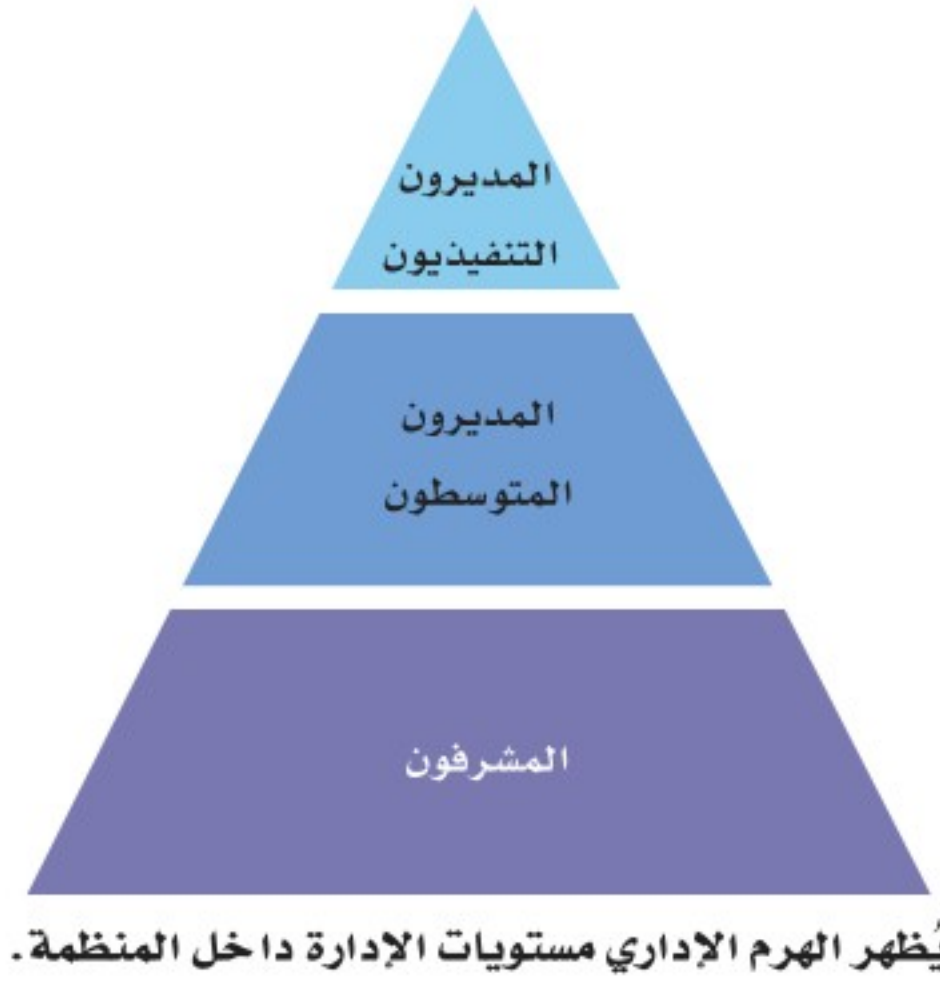 المديرون
التنفيذيون
المديرون
المتوسطون
المشرفون
يُظهر الهرم الإداري مستويات الإدارة داخل المنظمة.